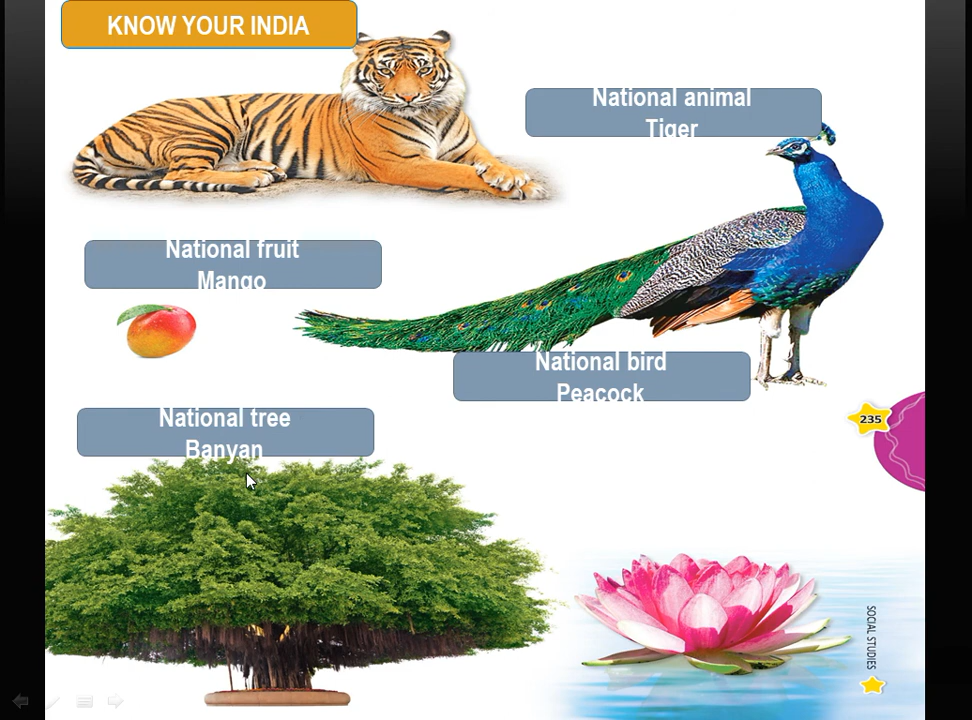 KNOW YOUR INDIA
National animal
Tiger
National fruit
Mango
National bird
Peacock
National tree
Banyan
235
SOCIAL STUDIES